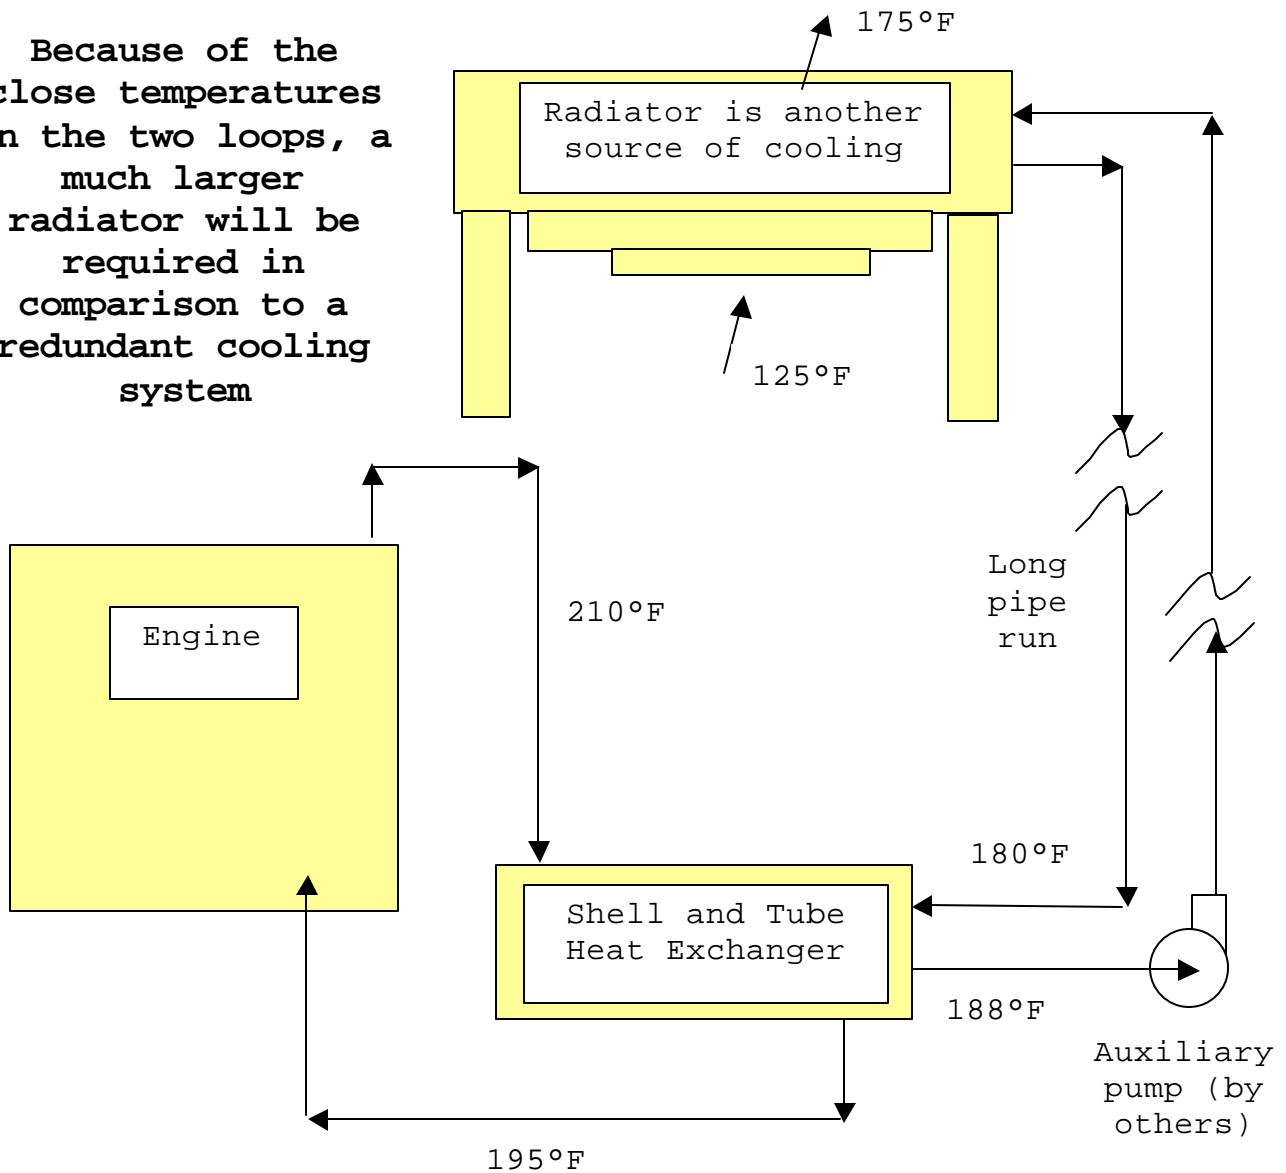 Because of the
close temperatures
n the two loops, a
much larger
radiator will be
required in
comparison to a
redundant cooling
system
175°F
Radiator is another
source of cooling
125°F
Long
pipe
run
210°F
Engine
180°F
Shell and Tube
Heat Exchanger
188°F
Auxiliary
pump (by
others)
195°F